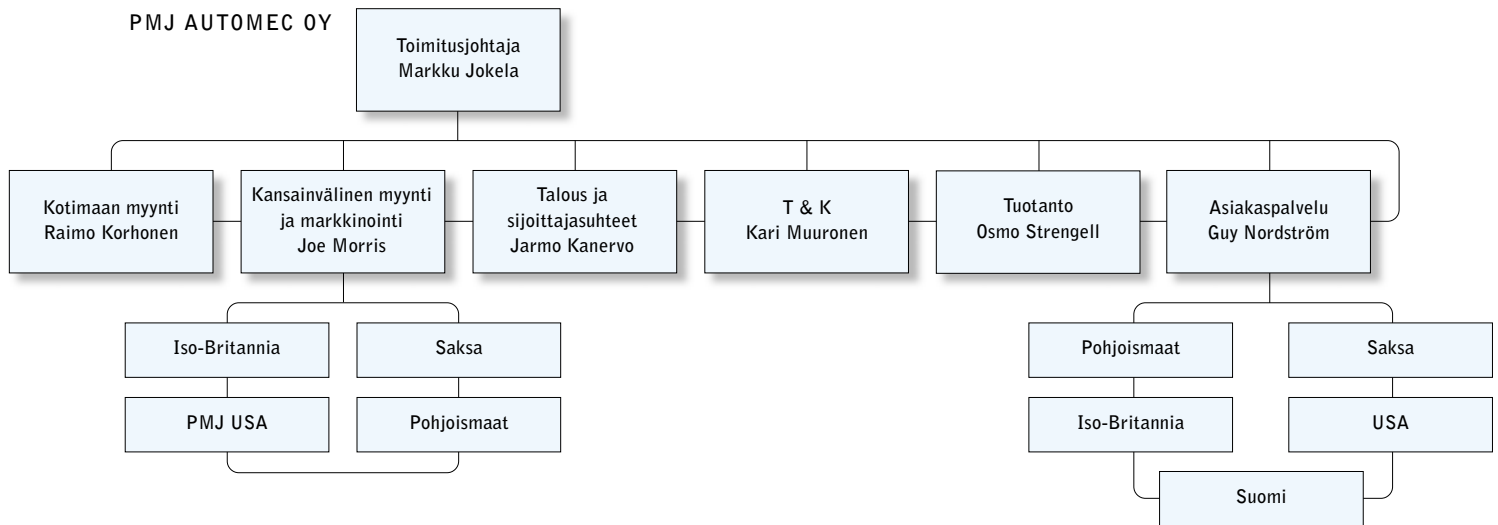 PMJ AUTOMEC OY
Toimitusjohtaja
Markku Jokela
Kotimaan myynti
Raimo Korhonen
Kansainvälinen myynti
ja markkinointi
Joe Morris
Talous ja
sijoittajasuhteet
Jarmo Kanervo
T & K
Kari Muuronen
Tuotanto
Osmo Strengell
Asiakaspalvelu
Guy Nordström
Iso-Britannia
Saksa
PMJ USA
Pohjoismaat
Pohjoismaat
Saksa
Iso-Britannia
USA
Suomi